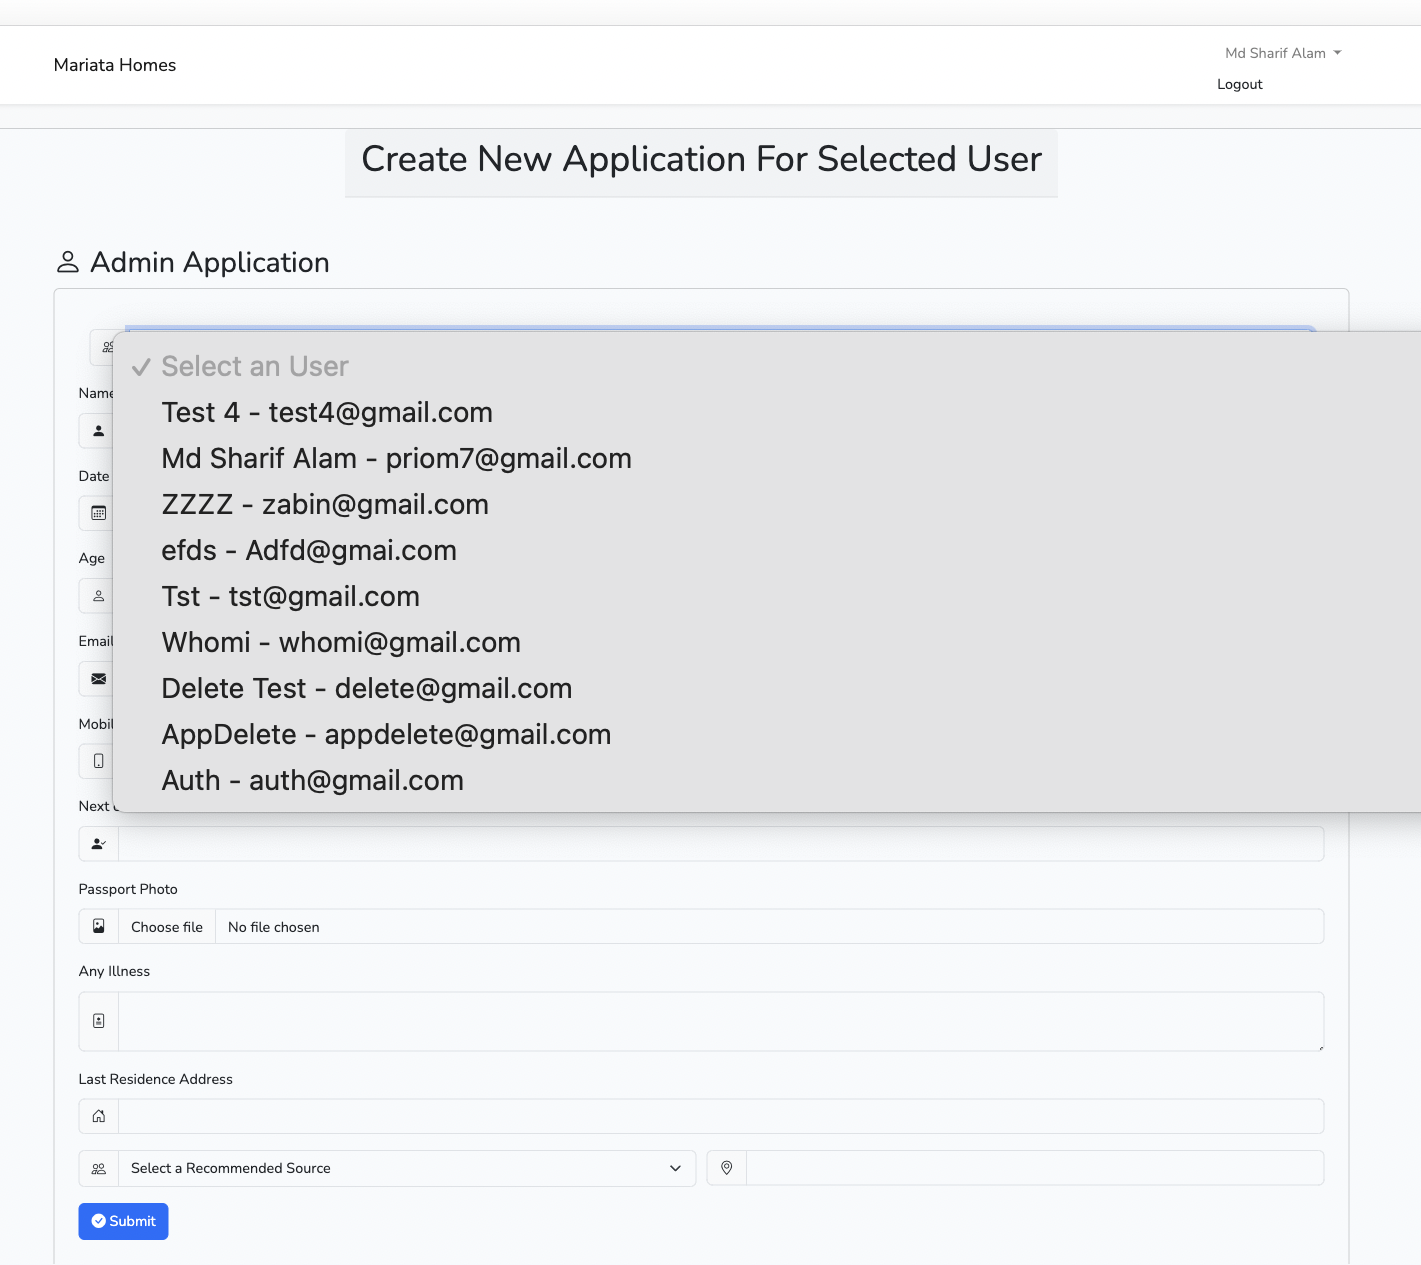 Mariata Homes
Md Sharif Alam
Logout
Create New Application For Selected User
Admin Application
Select an User
Test 4 - test4@gmail.com
Md Sharif Alam - priom7@gmail.com
ZZZZ - zabin@gmail.com
efds - Adfd@gmai.com
Tst - tst@gmail.com
Whomi - whomi@gmail.com
Delete Test - delete@gmail.com
AppDelete - appdelete@gmail.com
Auth - auth@gmail.com
Name
Date
Age
Email
Mobil
Next
Passport Photo
Choose file No file chosen
Any Illness
Last Residence Address
Select a Recommended Source
Submit